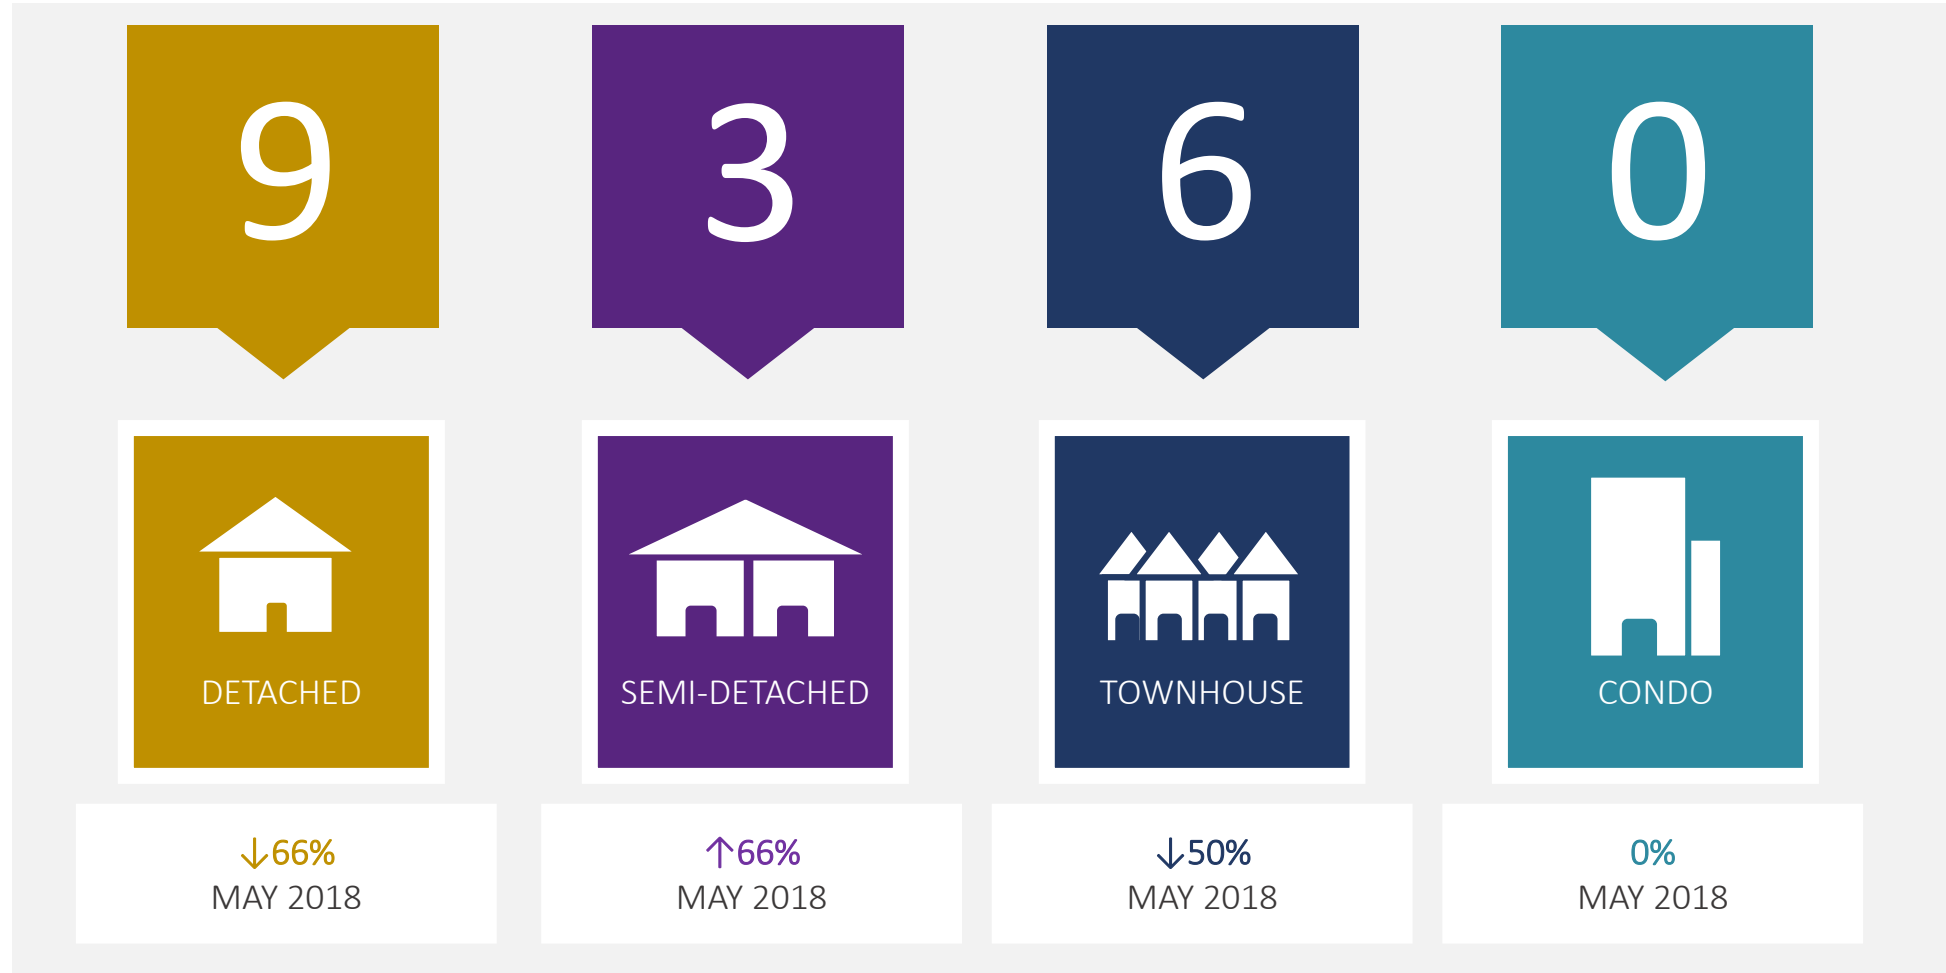 9
3
6
0
DETACHED
SEMI-DETACHED
TOWNHOUSE
CONDO
↓66%
MAY 2018
↑66%
MAY 2018
↓50%
MAY 2018
0%
MAY 2018